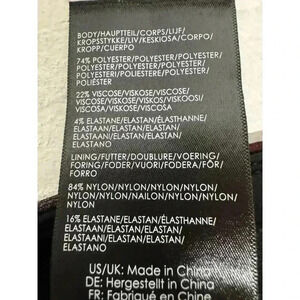 BODY/HAUPTTEIL/CORPS/LIJF/
KROPSSTYKKE/LIV/KESKIOSA/CORPO/
KROPP/CUERPO
74% POLYESTER/POLYESTER/
POLYESTER/POLYESTER/POLYESTER/
POLYESTER/POLIESTERE/POLYESTER/
POLIÉSTER
22% VISCOSE/VISKOSE/VISCOSE/
VISCOSE/VISKOSE/VISKOS/VISKOOSI/
VISCOSA/VISKOSE/VISCOSA
4% ELASTANE/ELASTAN/ÉLASTHANNE/
ELASTAAN/ELASTAN/ELASTAN/
ELASTAANI/ELASTAN/ELASTAN/
ELASTANO
LINING/FUTTER/DOUBLURE/VOERING/
FORING/FODER/VUORI/FODERA/FÔR/
FORRO
84% NYLON/NYLON/NYLON/NYLON/
NYLON/NYLON/NAILON/NYLON/NYLON/
NYLON
16% ELASTANE/ELASTAN/ÉLASTHANNE/
ELASTAAN/ELASTAN/ELASTAN/
ELASTAANI/ELASTAN/ELASTAN/
ELASTANO
US/UK: Made in China
DE: Hergestellt in China
FR: Fabriqué en Chine